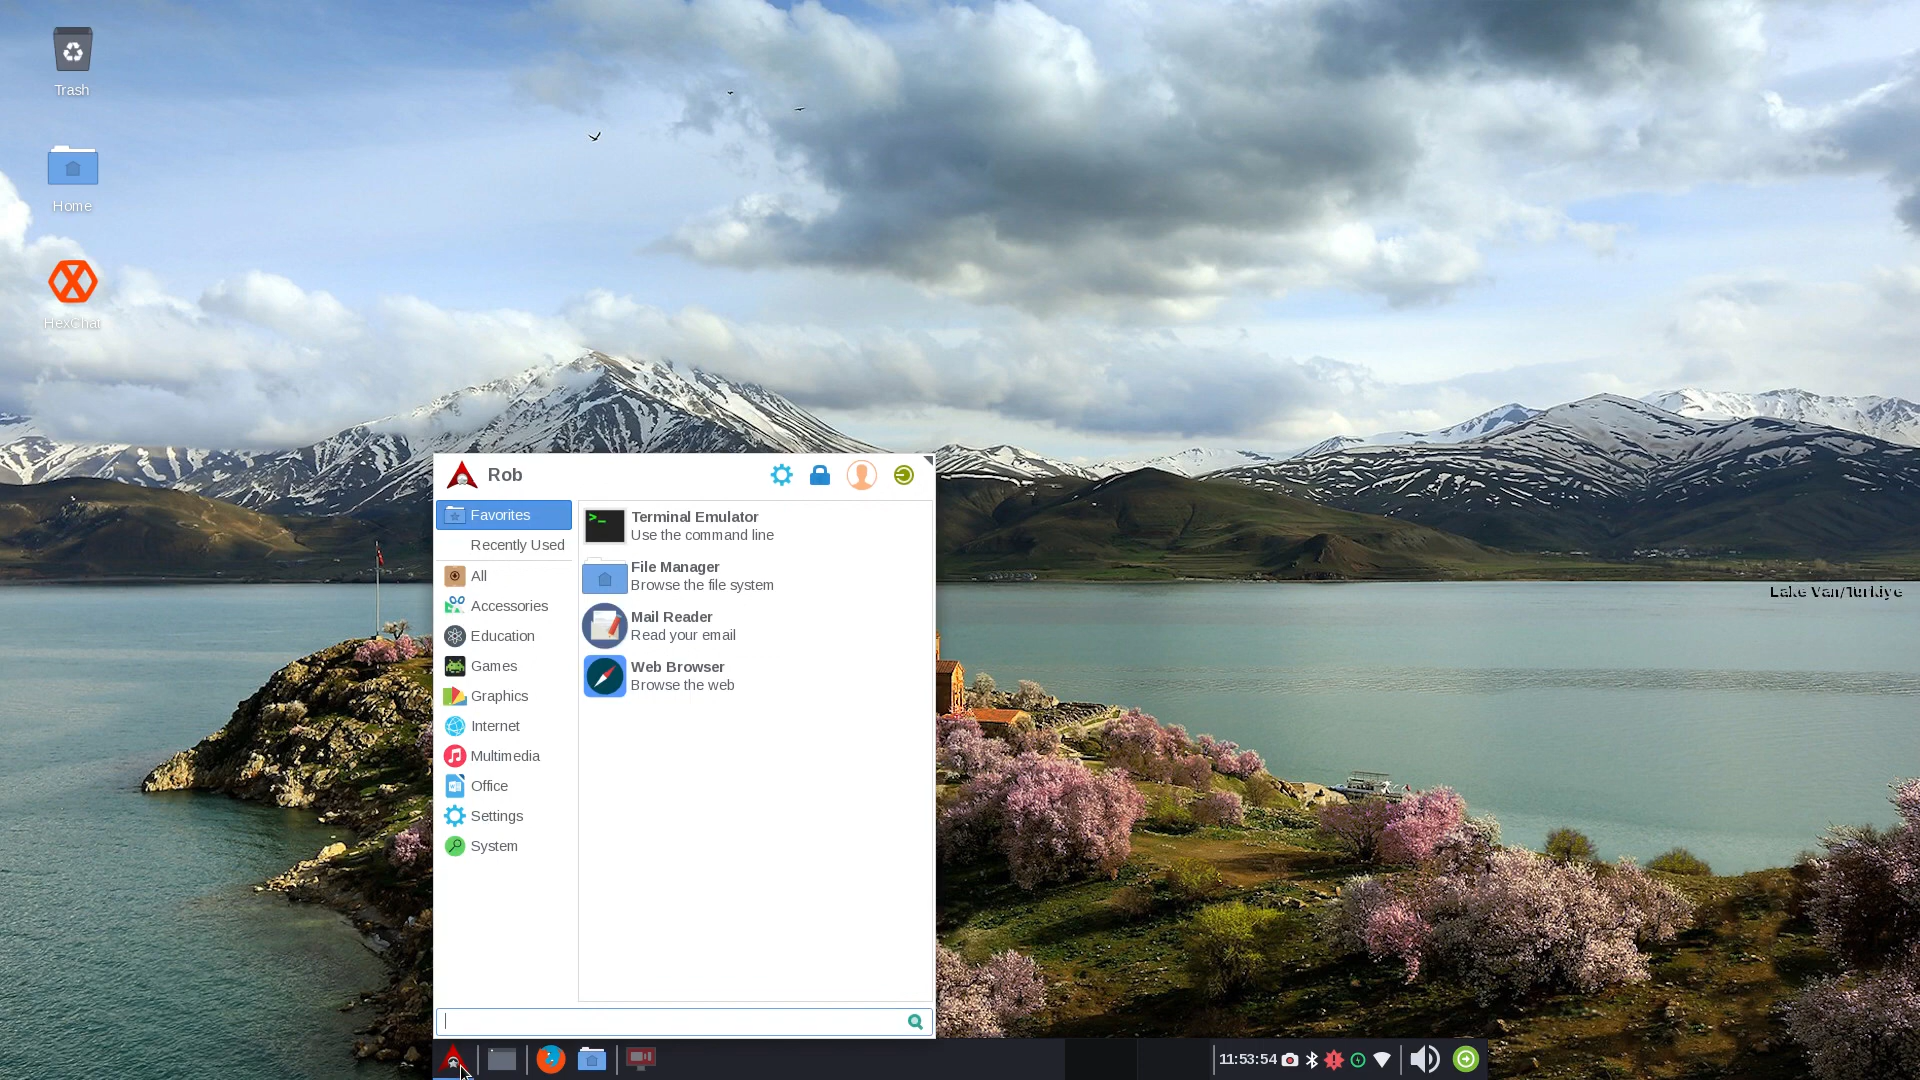 Trash
Home
HexChat
Rob
Favorites
Recently Used
All
Accessories
Education
Games
Graphics
Internet
Multimedia
Office
Settings
System
>_
Terminal Emulator
Use the command line
File Manager
Browse the file system
Mail Reader
Read your email
Web Browser
Browse the web
Lake Van/Turkiye
11:53:54